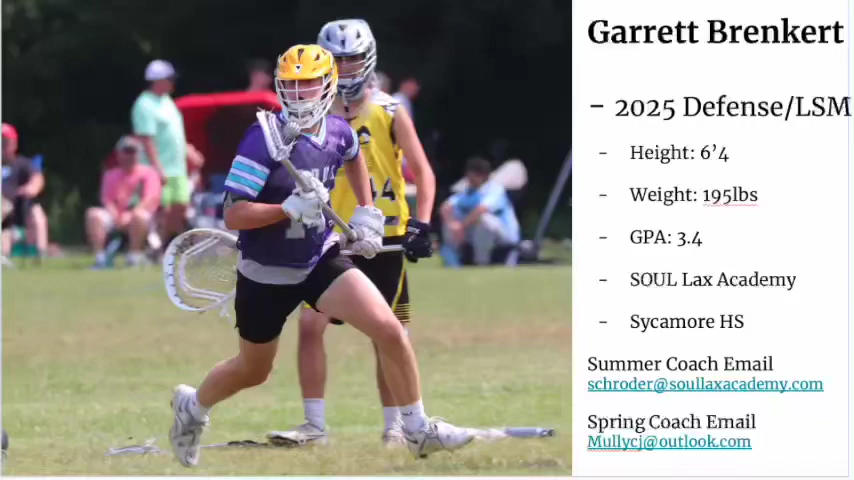 Garrett Brenkert
- 2025 Defense/LSM
- Height: 6'4
- Weight: 195lbs
- GPA: 3.4
- SOUL Lax Academy
- Sycamore HS
Summer Coach Email
schroder@soullaxacademy.com
Spring Coach Email
Mullycj@outlook.com